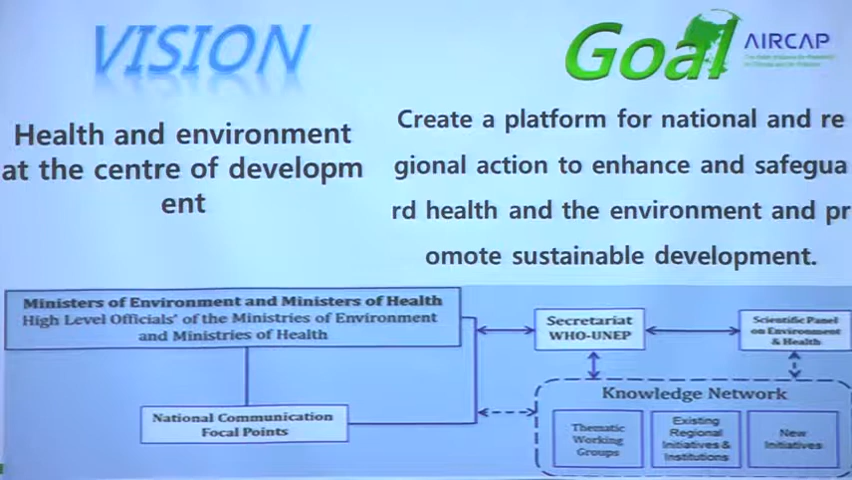 VISION
Goal
AIRCAP
Health and environment
at the centre of developm
ent
Create a platform for national and re
gional action to enhance and safegua
rd health and the environment and pr
omote sustainable development.
Ministers of Environment and Ministers of Health
High Level Officials' of the Ministries of Environment
and Ministries of Health
Secretariat
WHO-UNEP
Scientific Panel
on Environment
& Health
National Communication
Focal Points
Knowledge Network
Thematic
Working
Groups
Existing
Regional
Initiatives &
Institutions
New
Initiatives